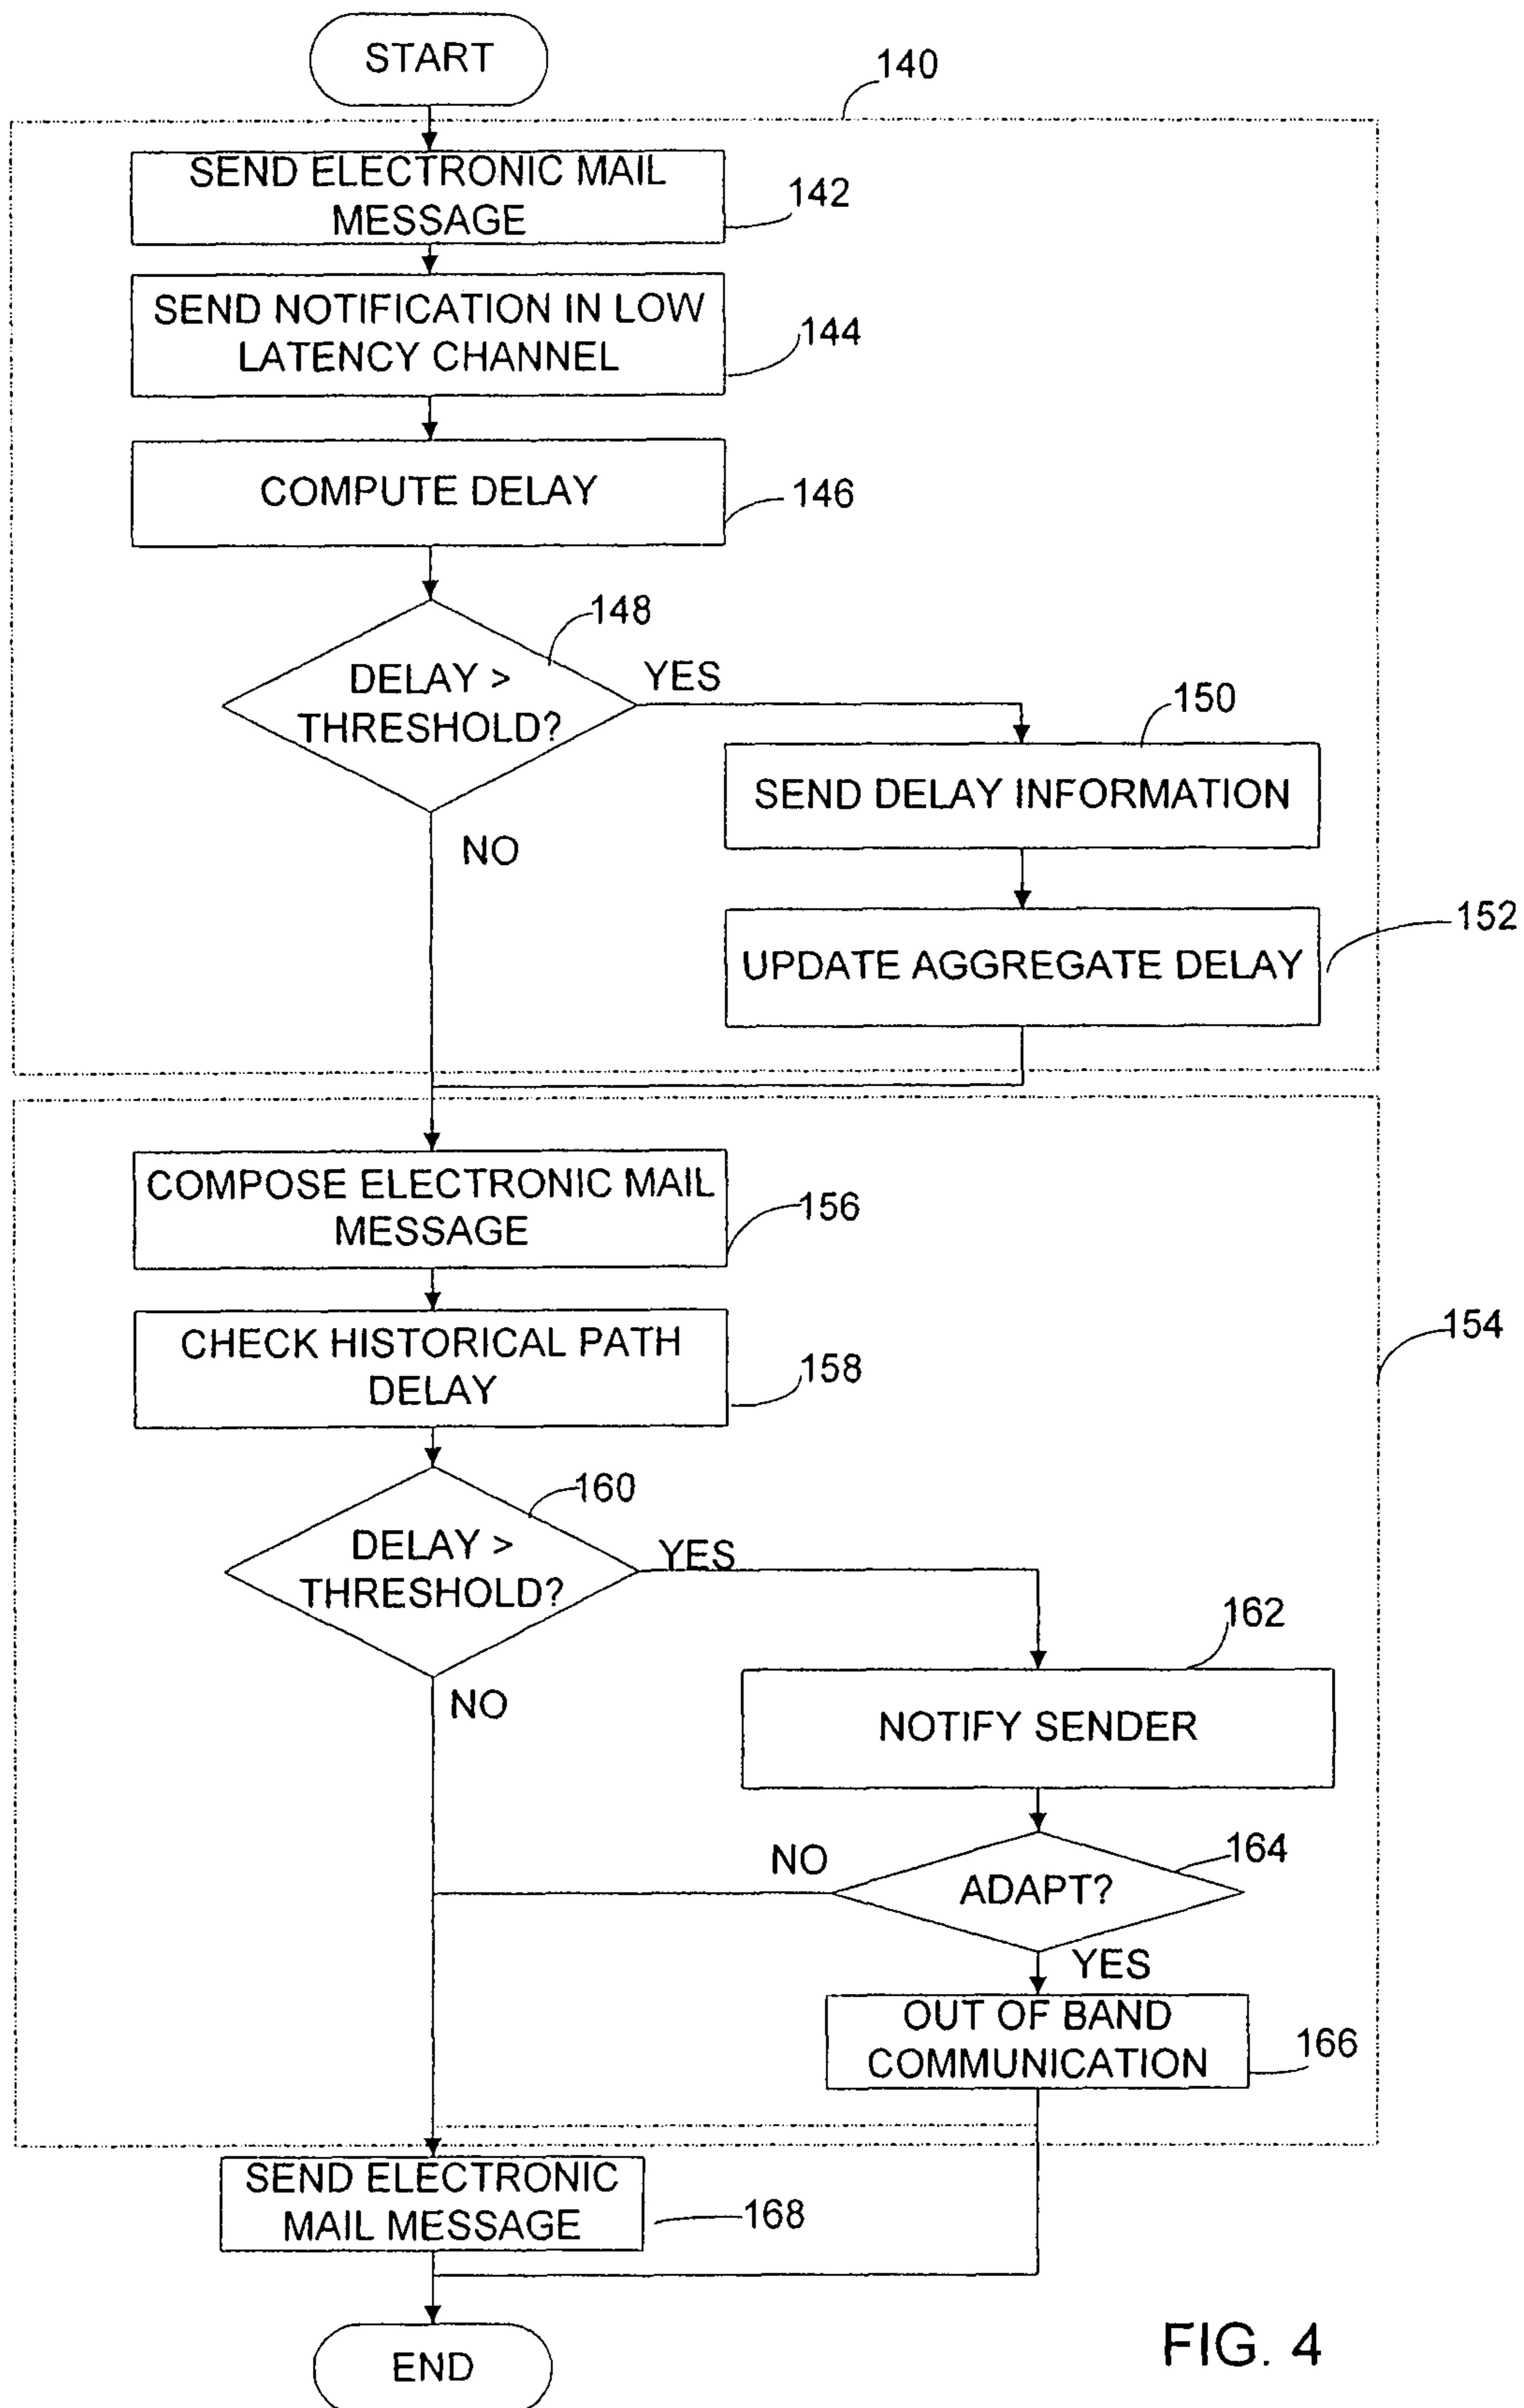 START
140
SEND ELECTRONIC MAIL
MESSAGE
142
SEND NOTIFICATION IN LOW
LATENCY CHANNEL
144
COMPUTE DELAY
146
148
DELAY >
THRESHOLD?
YES
150
SEND DELAY INFORMATION
NO
152
UPDATE AGGREGATE DELAY
COMPOSE ELECTRONIC MAIL
MESSAGE
156
CHECK HISTORICAL PATH
DELAY
158
154
160
DELAY >
THRESHOLD?
YES
162
NO
NOTIFY SENDER
164
NO
ADAPT?
YES
OUT OF BAND
COMMUNICATION
166
SEND ELECTRONIC
MAIL MESSAGE
168
END
FIG. 4